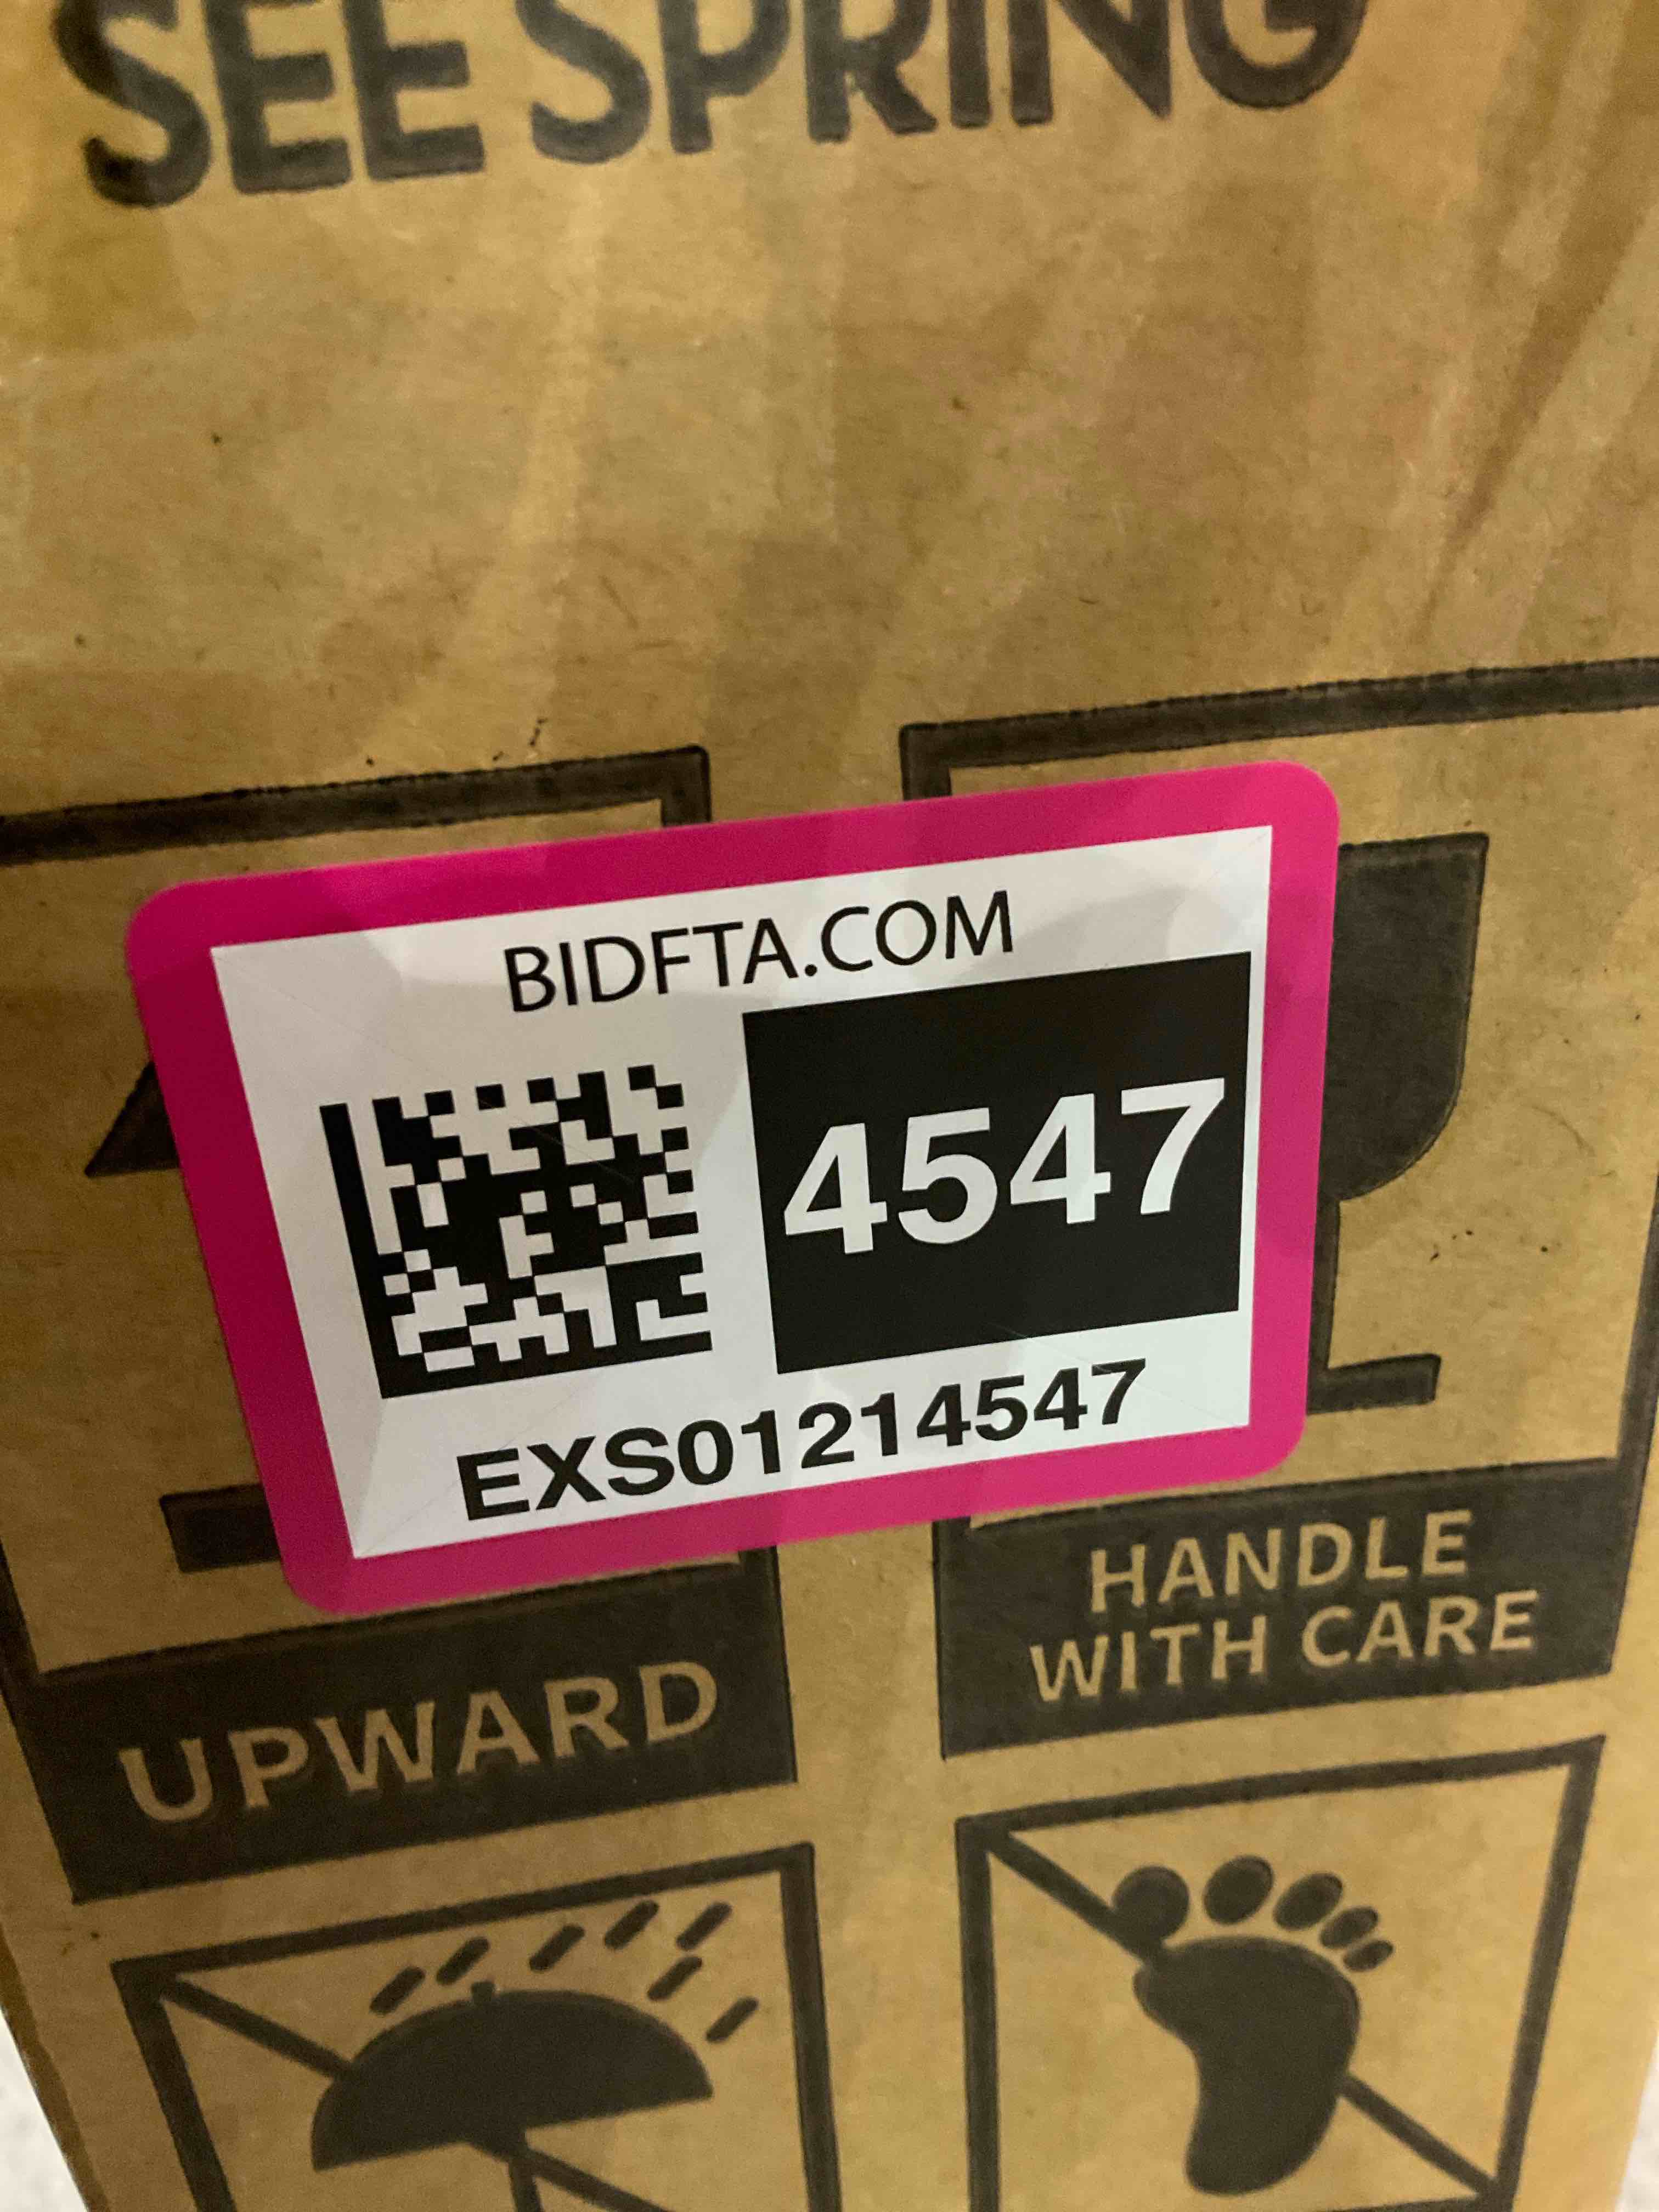 SEE SPRING
BIDFTA.COM
4547
EXS01214547
UPWARD
HANDLE
WITH CARE